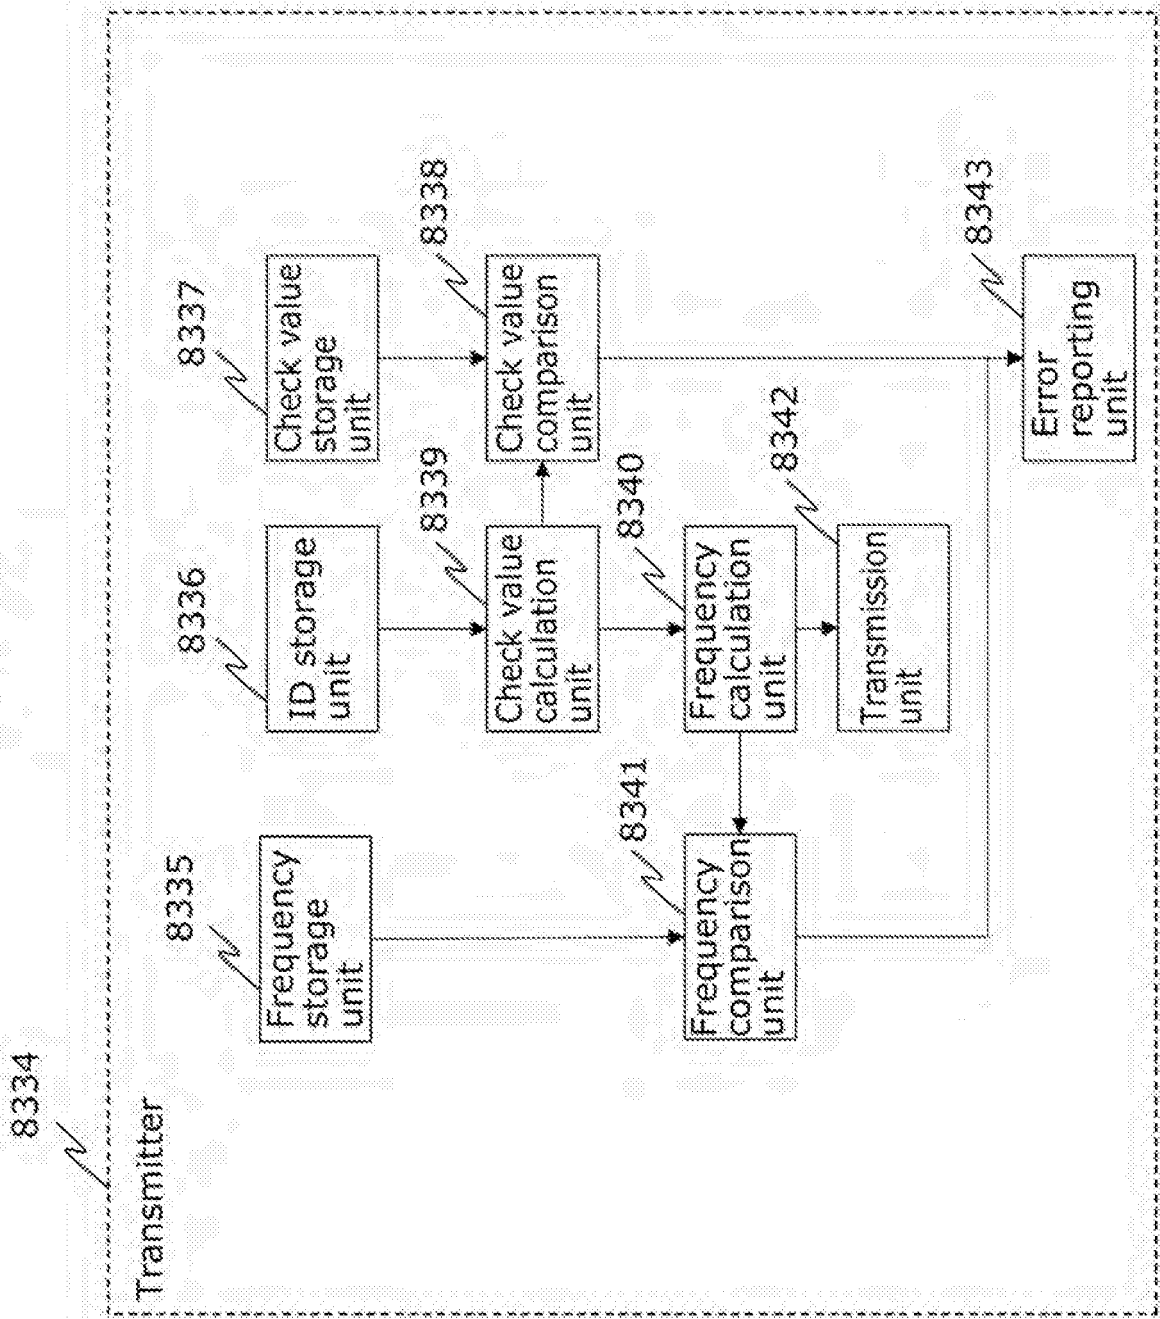 8334
Transmitter
8335
Frequency
storage
unit
8336
ID storage
unit
8337
Check value
storage
unit
8339
Check value
calculation
unit
8338
Check value
comparison
unit
8341
Frequency
comparison
unit
8340
Frequency
calculation
unit
8342
Transmission
unit
8343
Error
reporting
unit